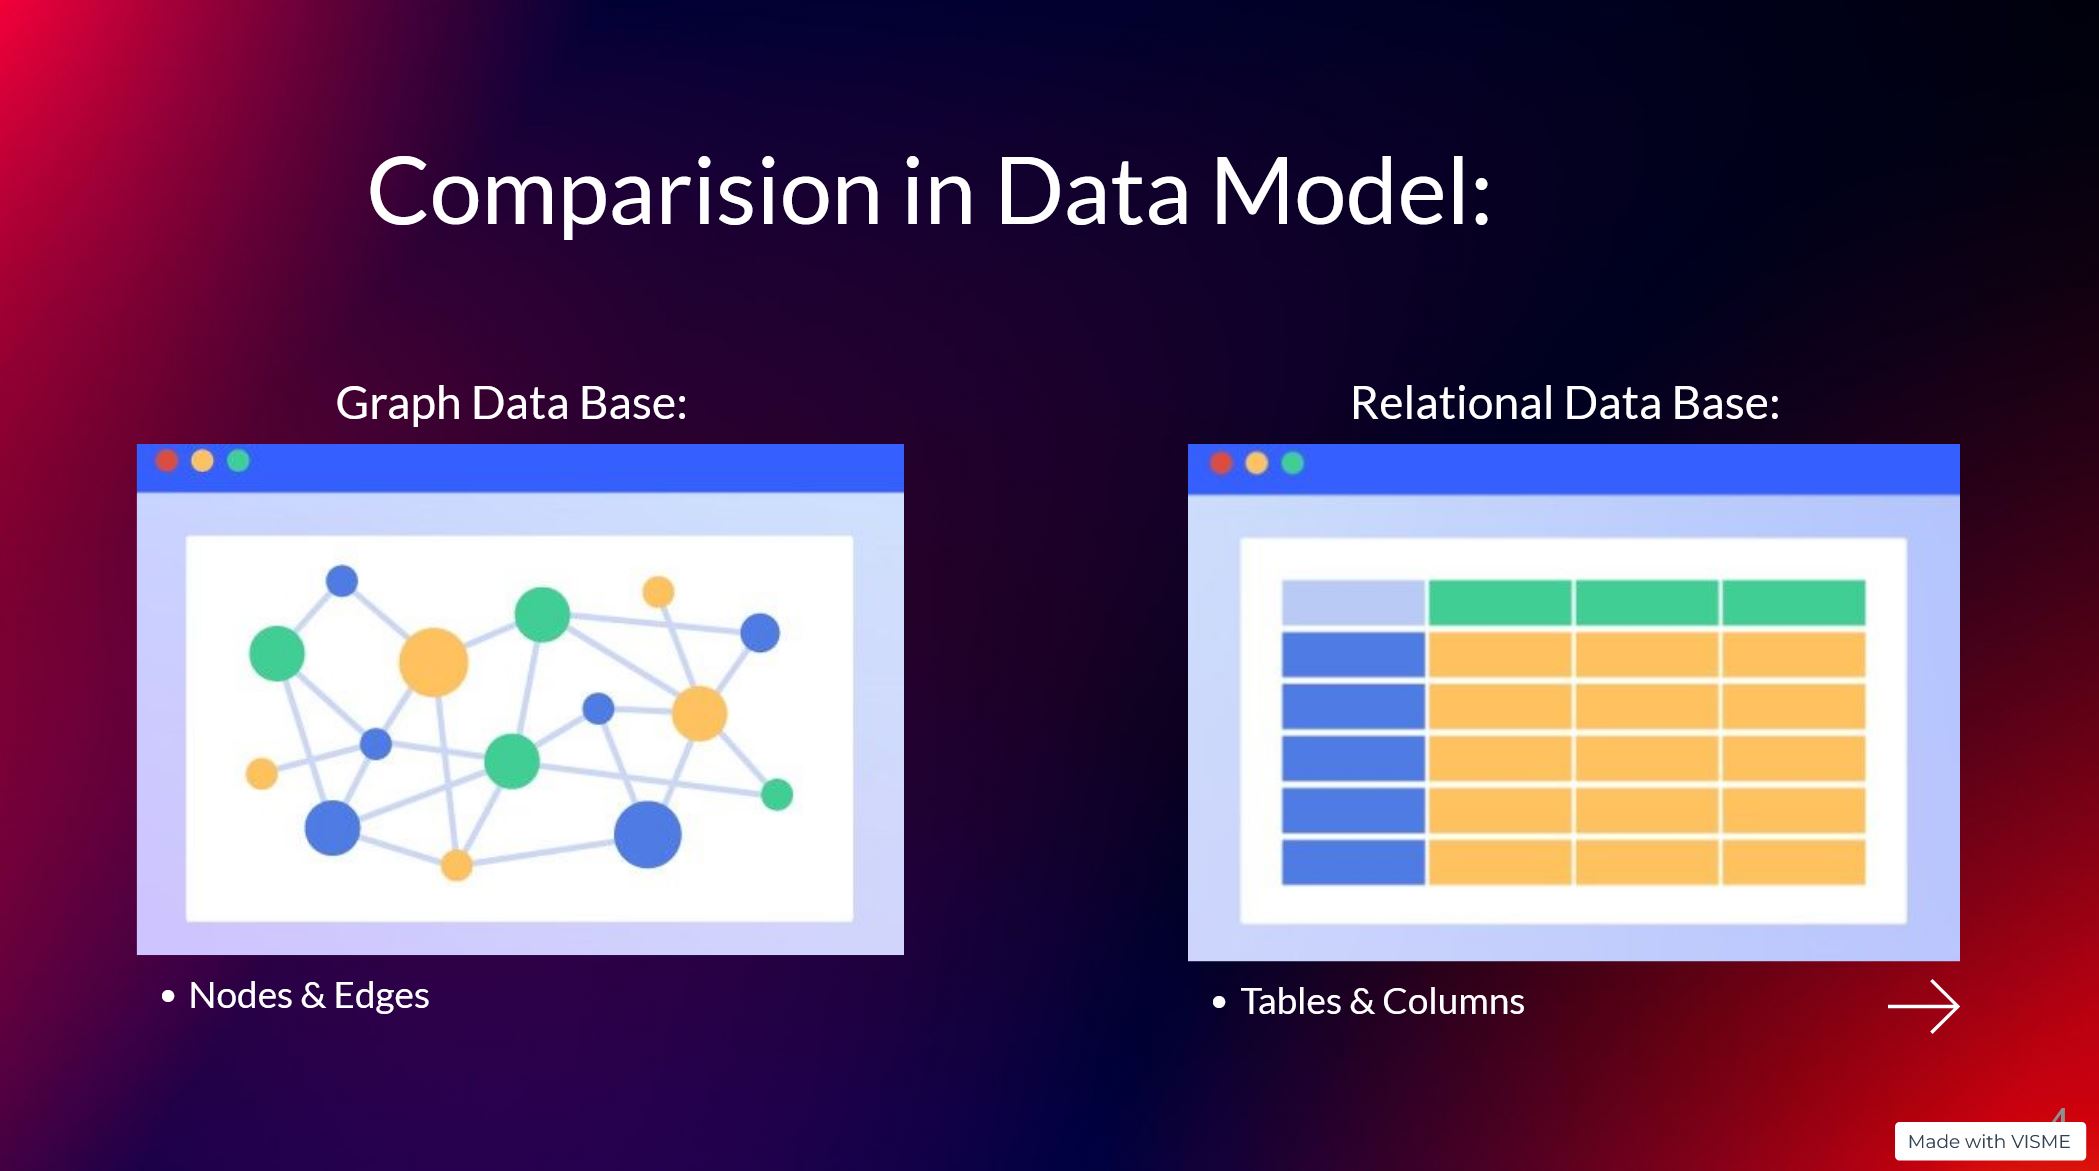 Comparision in Data Model:
Graph Data Base:
Relational Data Base:
• Nodes & Edges
• Tables & Columns
4
Made with VISME